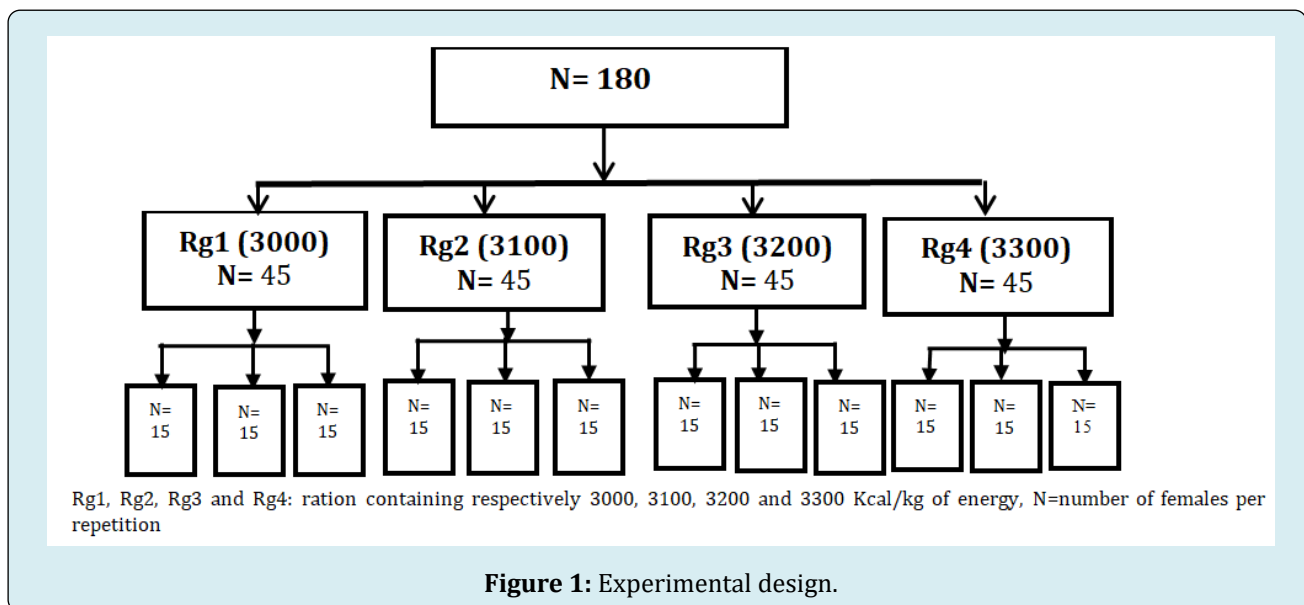 N= 180
Rg1 (3000)
N= 45
Rg2 (3100)
N= 45
Rg3 (3200)
N= 45
Rg4 (3300)
N= 45
N=
15
N=
15
N=
15
N=
15
N=
15
N=
15
N=
15
N=
15
N=
15
N=
15
N=
15
N=
15
Rg1, Rg2, Rg3 and Rg4: ration containing respectively 3000, 3100, 3200 and 3300 Kcal/kg of energy, N=number of females per
repetition
Figure 1: Experimental design.